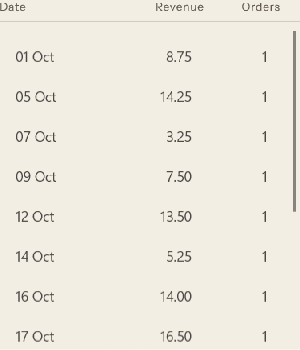 Date Revenue Orders
01 Oct 8.75 1
05 Oct 14.25 1
07 Oct 3.25 1
09 Oct 7.50 1
12 Oct 13.50 1
14 Oct 5.25 1
16 Oct 14.00 1
17 Oct 16.50 1